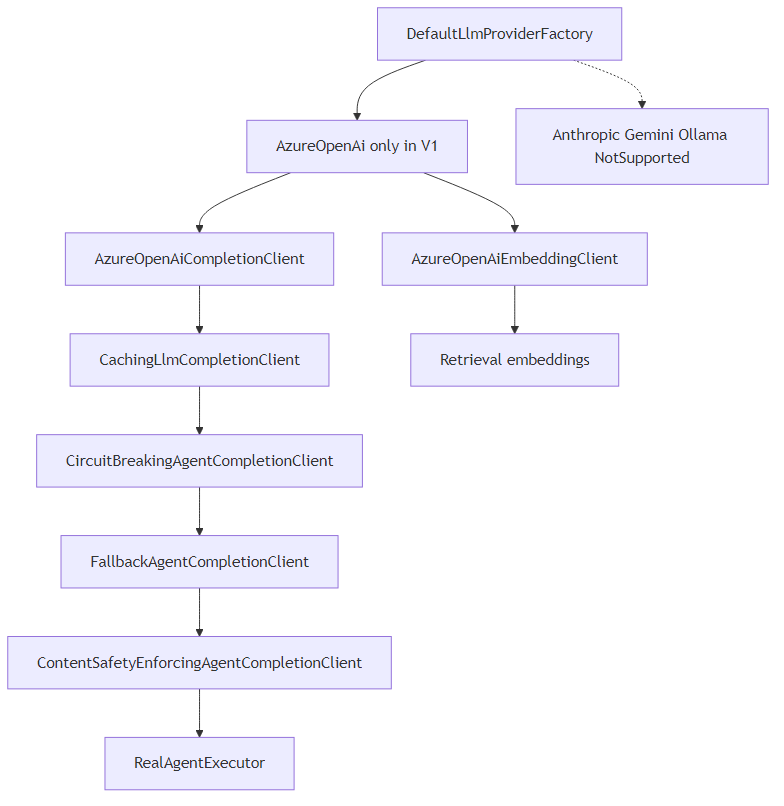 DefaultLlmProviderFactory
AzureOpenAi only in V1
Anthropic Gemini Ollama
NotSupported
AzureOpenAiCompletionClient
AzureOpenAiEmbeddingClient
CachingLlmCompletionClient
Retrieval embeddings
CircuitBreakingAgentCompletionClient
FallbackAgentCompletionClient
ContentSafetyEnforcingAgentCompletionClient
RealAgentExecutor